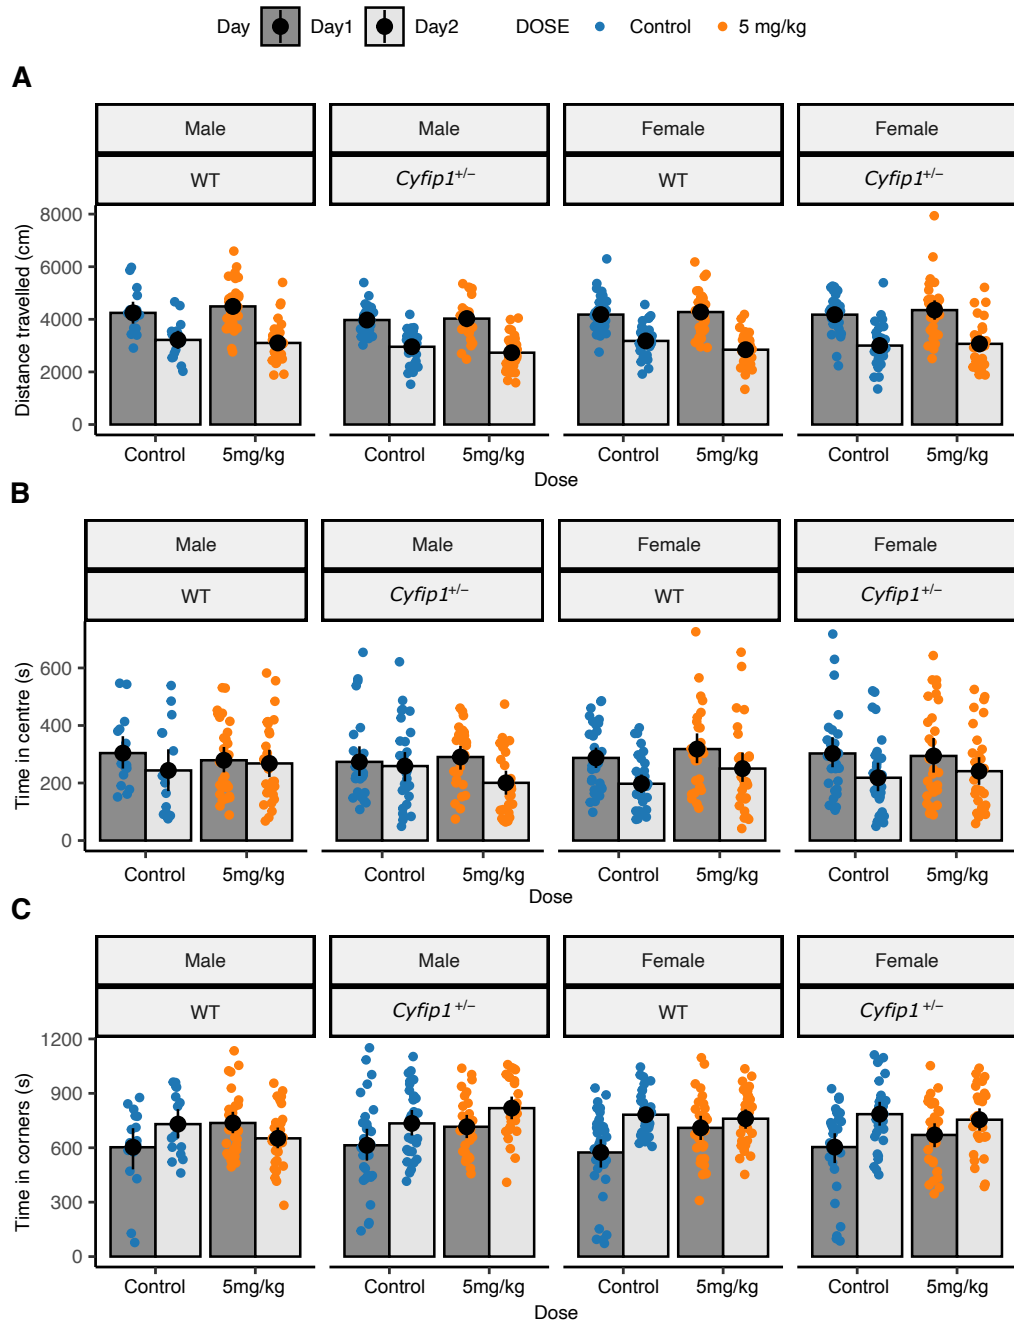 Day Day1 Day2 DOSE Control 5 mg/kg
A
Male Male Female Female
WT Cyfip1+/− WT Cyfip1+/−
Distance travelled (cm)
8000
6000
4000
2000
0
Control 5mg/kg Control 5mg/kg Control 5mg/kg Control 5mg/kg
Dose
B
Male Male Female Female
WT Cyfip1+/− WT Cyfip1+/−
Time in centre (s)
600
400
200
0
Control 5mg/kg Control 5mg/kg Control 5mg/kg Control 5mg/kg
Dose
C
Male Male Female Female
WT Cyfip1+/− WT Cyfip1+/−
Time in corners (s)
1200
900
600
300
0
Control 5mg/kg Control 5mg/kg Control 5mg/kg Control 5mg/kg
Dose